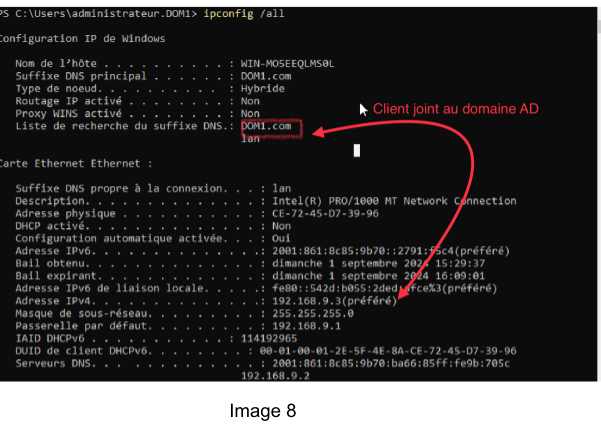 PS C:\Users\administrateur.DOM1> ipconfig /all
Configuration IP de Windows
Nom de l'hôte . . . . . . . . . . : WIN-MO5EEQLMS0L
Suffixe DNS principal . . . . . . : DOM1.com
Type de noeud. . . . . . . . . . : Hybride
Routage IP activé . . . . . . . . : Non
Proxy WINS activé . . . . . . . . : Non
Liste de recherche du suffixe DNS.: DOM1.com
lan
Client joint au domaine AD
Carte Ethernet Ethernet :
Suffixe DNS propre à la connexion. . . : lan
Description. . . . . . . . . . . . . . : Intel(R) PRO/1000 MT Network Connection
Adresse physique . . . . . . . . . . . : CE-72-45-D7-39-96
DHCP activé. . . . . . . . . . . . . . : Non
Configuration automatique activée. . . : Oui
Adresse IPv6. . . . . . . . . . . . . .: 2001:861:8c85:9b70::2791:f5c4(préféré)
Bail obtenu. . . . . . . . . . . . . . : dimanche 1 septembre 2024 15:29:37
Bail expirant. . . . . . . . . . . . . : dimanche 1 septembre 2024 16:09:01
Adresse IPv6 de liaison locale. . . . .: fe80::542d:b055:2ded: fce%3(préféré)
Adresse IPv4. . . . . . . . . . . . . .: 192.168.9.3(préféré)
Masque de sous-réseau. . . . . . . . . : 255.255.255.0
Passerelle par défaut. . . . . . . . . : 192.168.9.1
IAID DHCPv6 . . . . . . . . . . . : 114192965
DUID de client DHCPv6. . . . . . . . : 00-01-00-01-2E-5F-4E-8A-CE-72-45-D7-39-96
Serveurs DNS. . . . . . . . . . . . . : 2001:861:8c85:9b70:ba66:85ff:fe9b:705c
192.168.9.2
Image 8